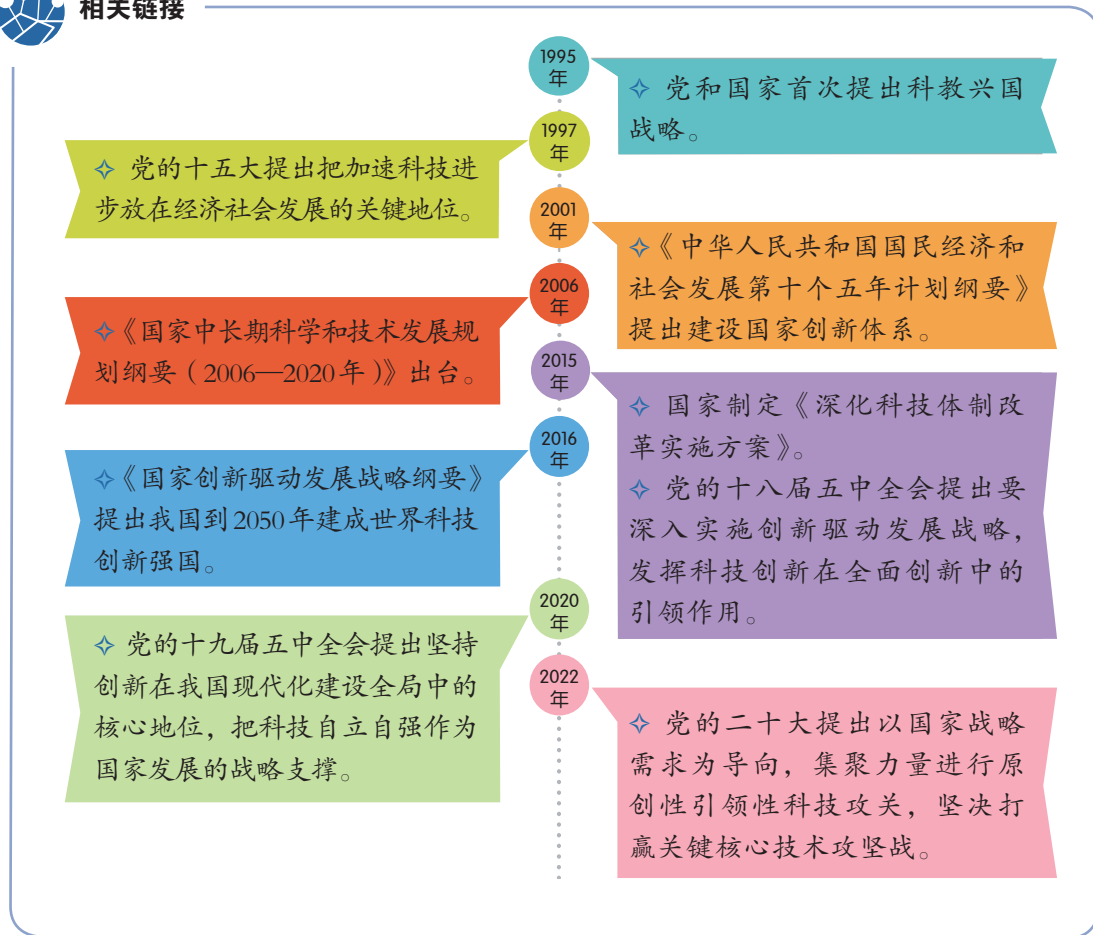 相关链接
1995
年
✧ 党和国家首次提出科教兴国
战略。
1997
年
✧ 党的十五大提出把加速科技进
步放在经济社会发展的关键地位。
2001
年
✧《中华人民共和国国民经济和
社会发展第十个五年计划纲要》
提出建设国家创新体系。
2006
年
✧《国家中长期科学和技术发展规
划纲要（2006—2020年）》出台。
2015
年
✧ 国家制定《深化科技体制改
革实施方案》。
✧ 党的十八届五中全会提出要
深入实施创新驱动发展战略，
发挥科技创新在全面创新中的
引领作用。
2016
年
✧《国家创新驱动发展战略纲要》
提出我国到2050年建成世界科技
创新强国。
2020
年
✧ 党的十九届五中全会提出坚持
创新在我国现代化建设全局中的
核心地位，把科技自立自强作为
国家发展的战略支撑。
2022
年
✧ 党的二十大提出以国家战略
需求为导向，集聚力量进行原
创性引领性科技攻关，坚决打
赢关键核心技术攻坚战。